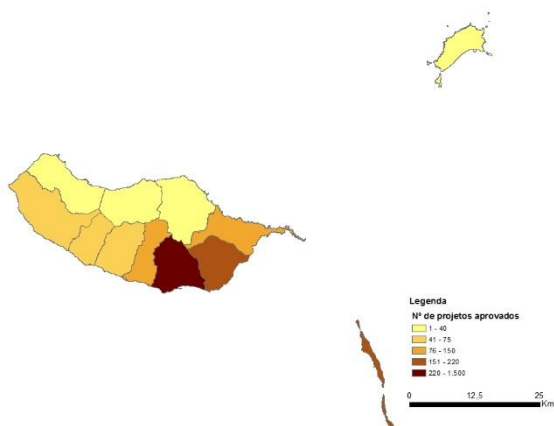 Legenda
Nº de projetos aprovados
1 - 40
41 - 75
76 - 150
151 - 220
220 - 1.500
0 12,5 25
Km